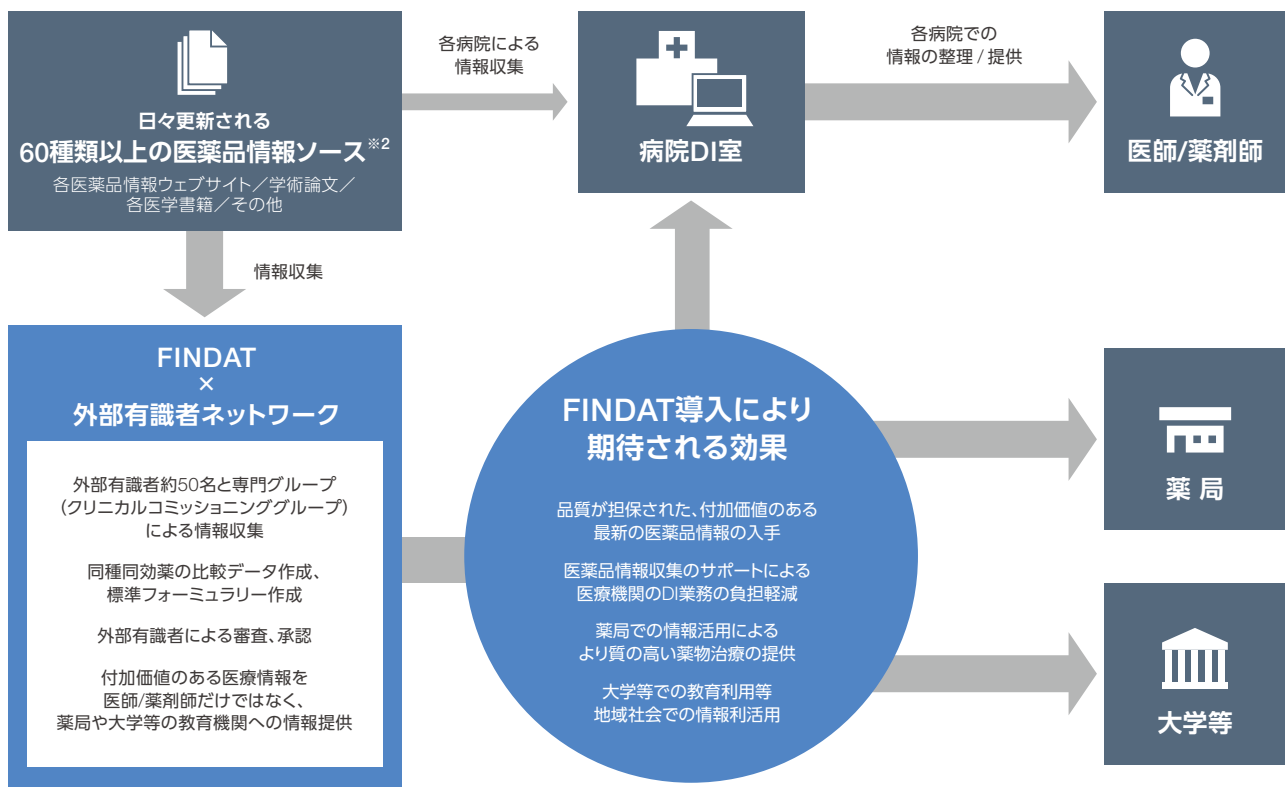 日々更新される
60種類以上の医薬品情報ソース※2
各医薬品情報ウェブサイト／学術論文／
各医学書籍／その他
各病院による
情報収集
病院DI室
各病院での
情報の整理 / 提供
医師/薬剤師
情報収集
FINDAT
×
外部有識者ネットワーク
外部有識者約50名と専門グループ
（クリニカルコミッショニンググループ）
による情報収集
同種同効薬の比較データ作成、
標準フォーミュラリー作成
外部有識者による審査、承認
付加価値のある医療情報を
医師/薬剤師だけではなく、
薬局や大学等の教育機関への情報提供
FINDAT導入により
期待される効果
品質が担保された、付加価値のある
最新の医薬品情報の入手
医薬品情報収集のサポートによる
医療機関のDI業務の負担軽減
薬局での情報活用による
より質の高い薬物治療の提供
大学等での教育利用等
地域社会での情報利活用
薬 局
大学等